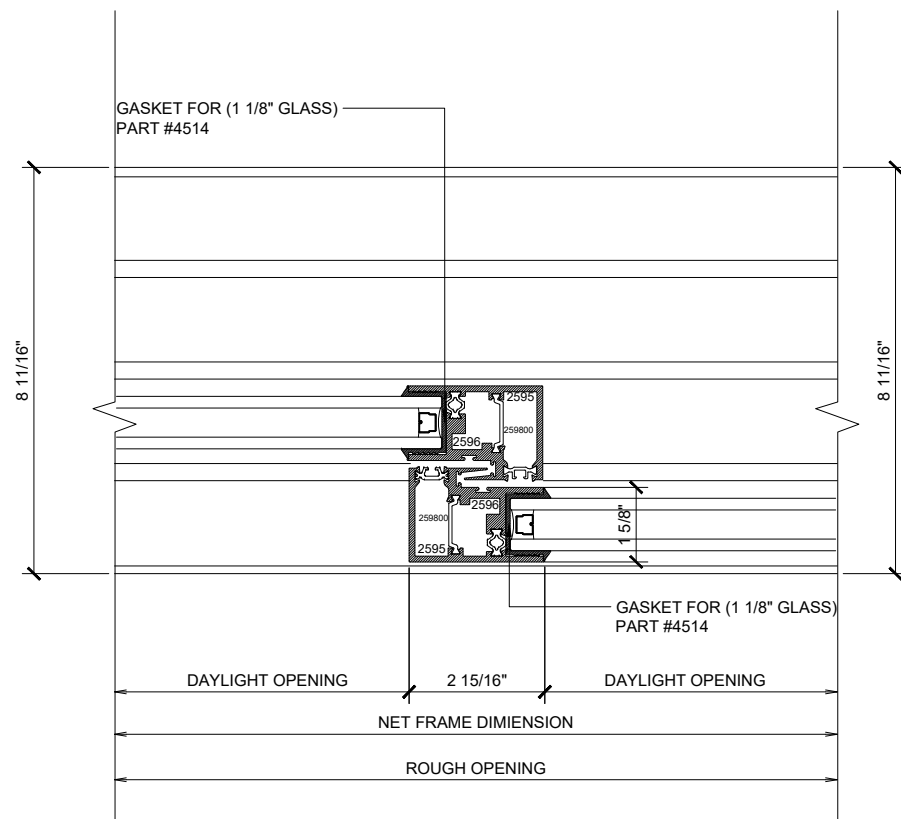 GASKET FOR (1 1/8" GLASS)
PART #4514
8 11/16"
8 11/16"
2595
259800
2596
2596
259800
2595
1 5/8"
GASKET FOR (1 1/8" GLASS)
PART #4514
DAYLIGHT OPENING
2 15/16"
DAYLIGHT OPENING
NET FRAME DIMIENSION
ROUGH OPENING